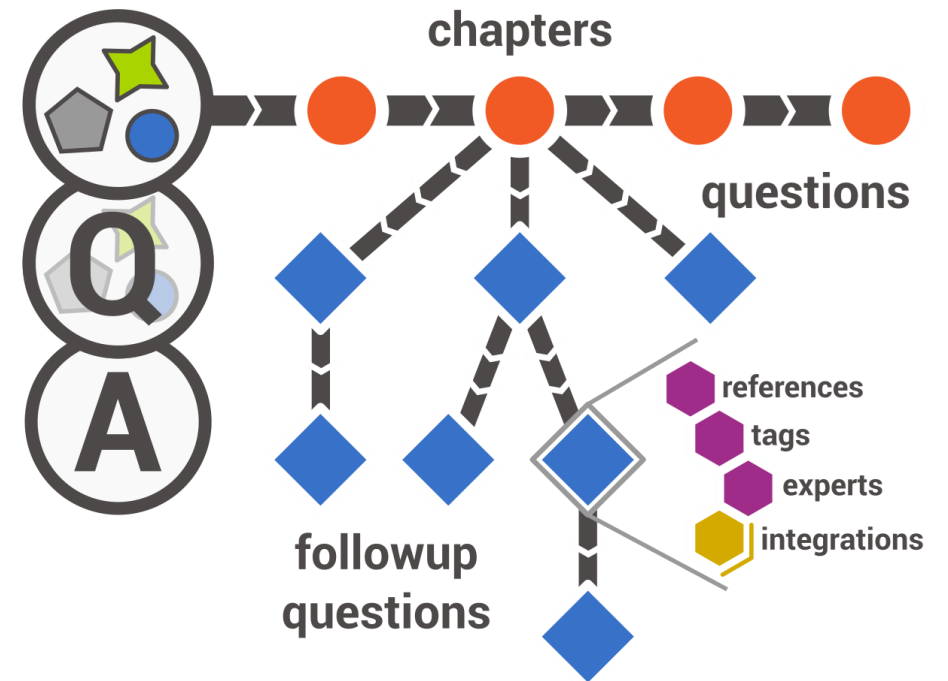 chapters
questions
Q
A
references
tags
experts
integrations
followup
questions